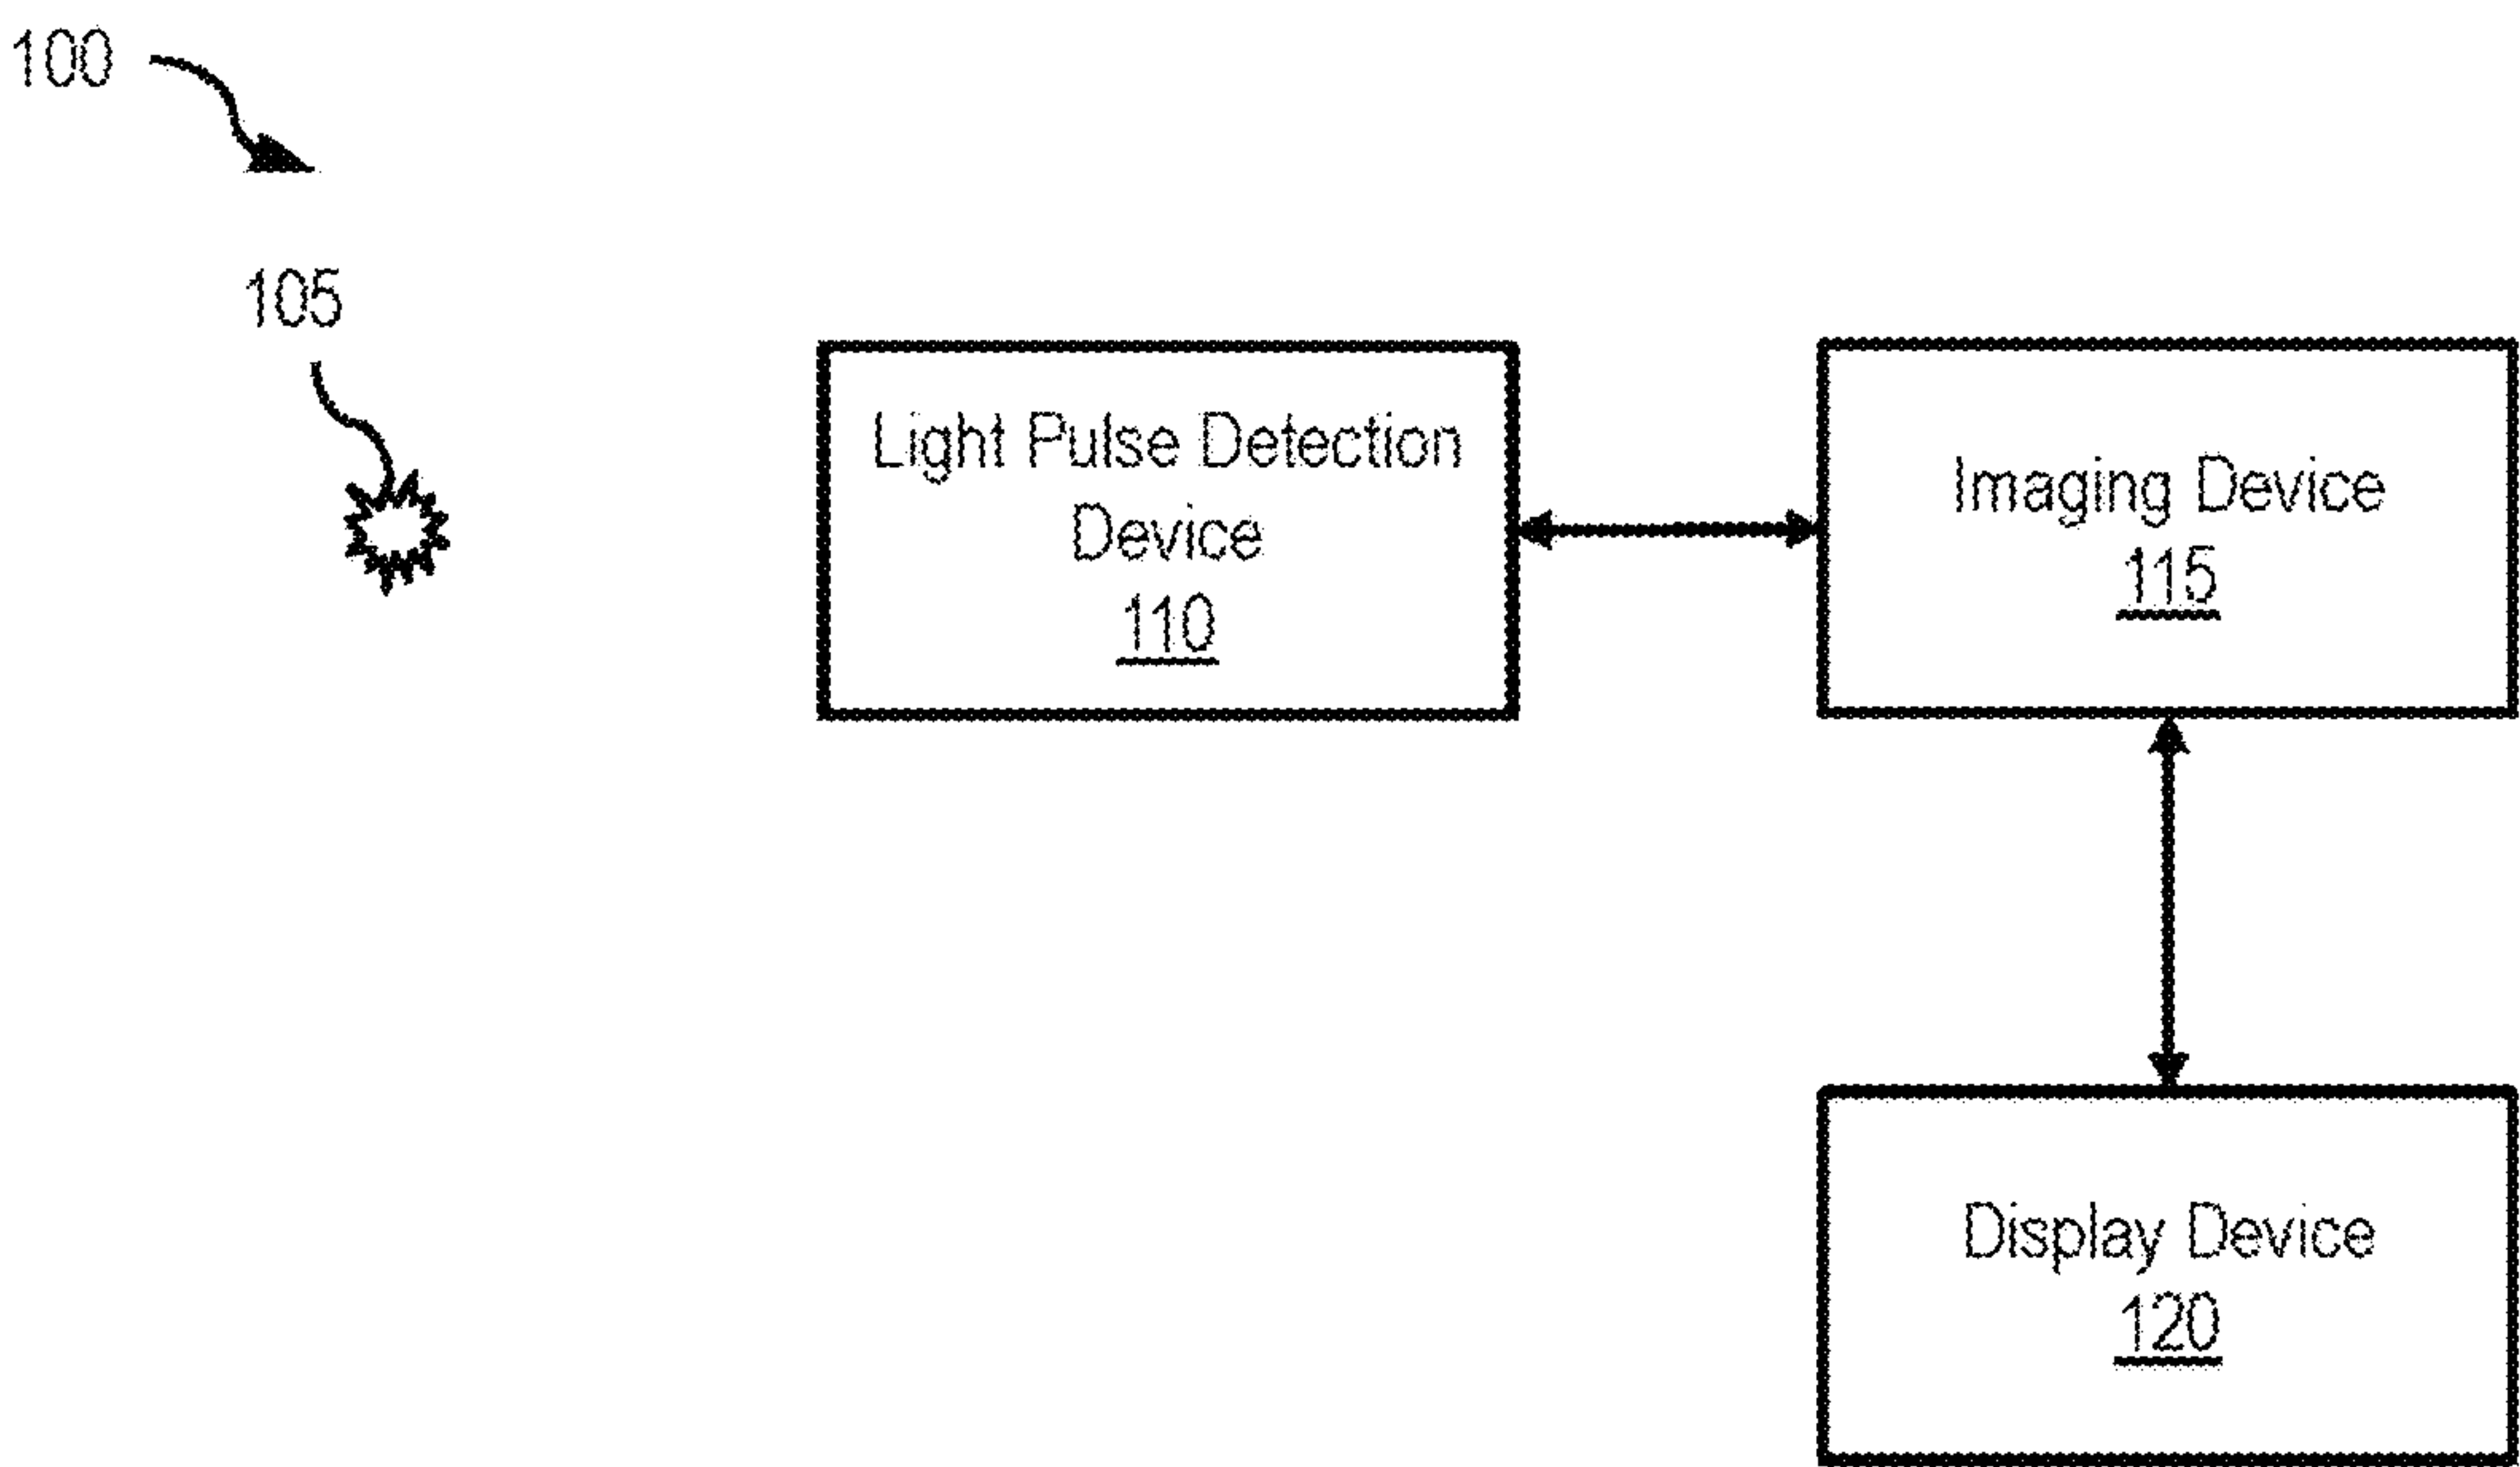 100
105
Light Pulse Detection
Device
110
Imaging Device
115
Display Device
120